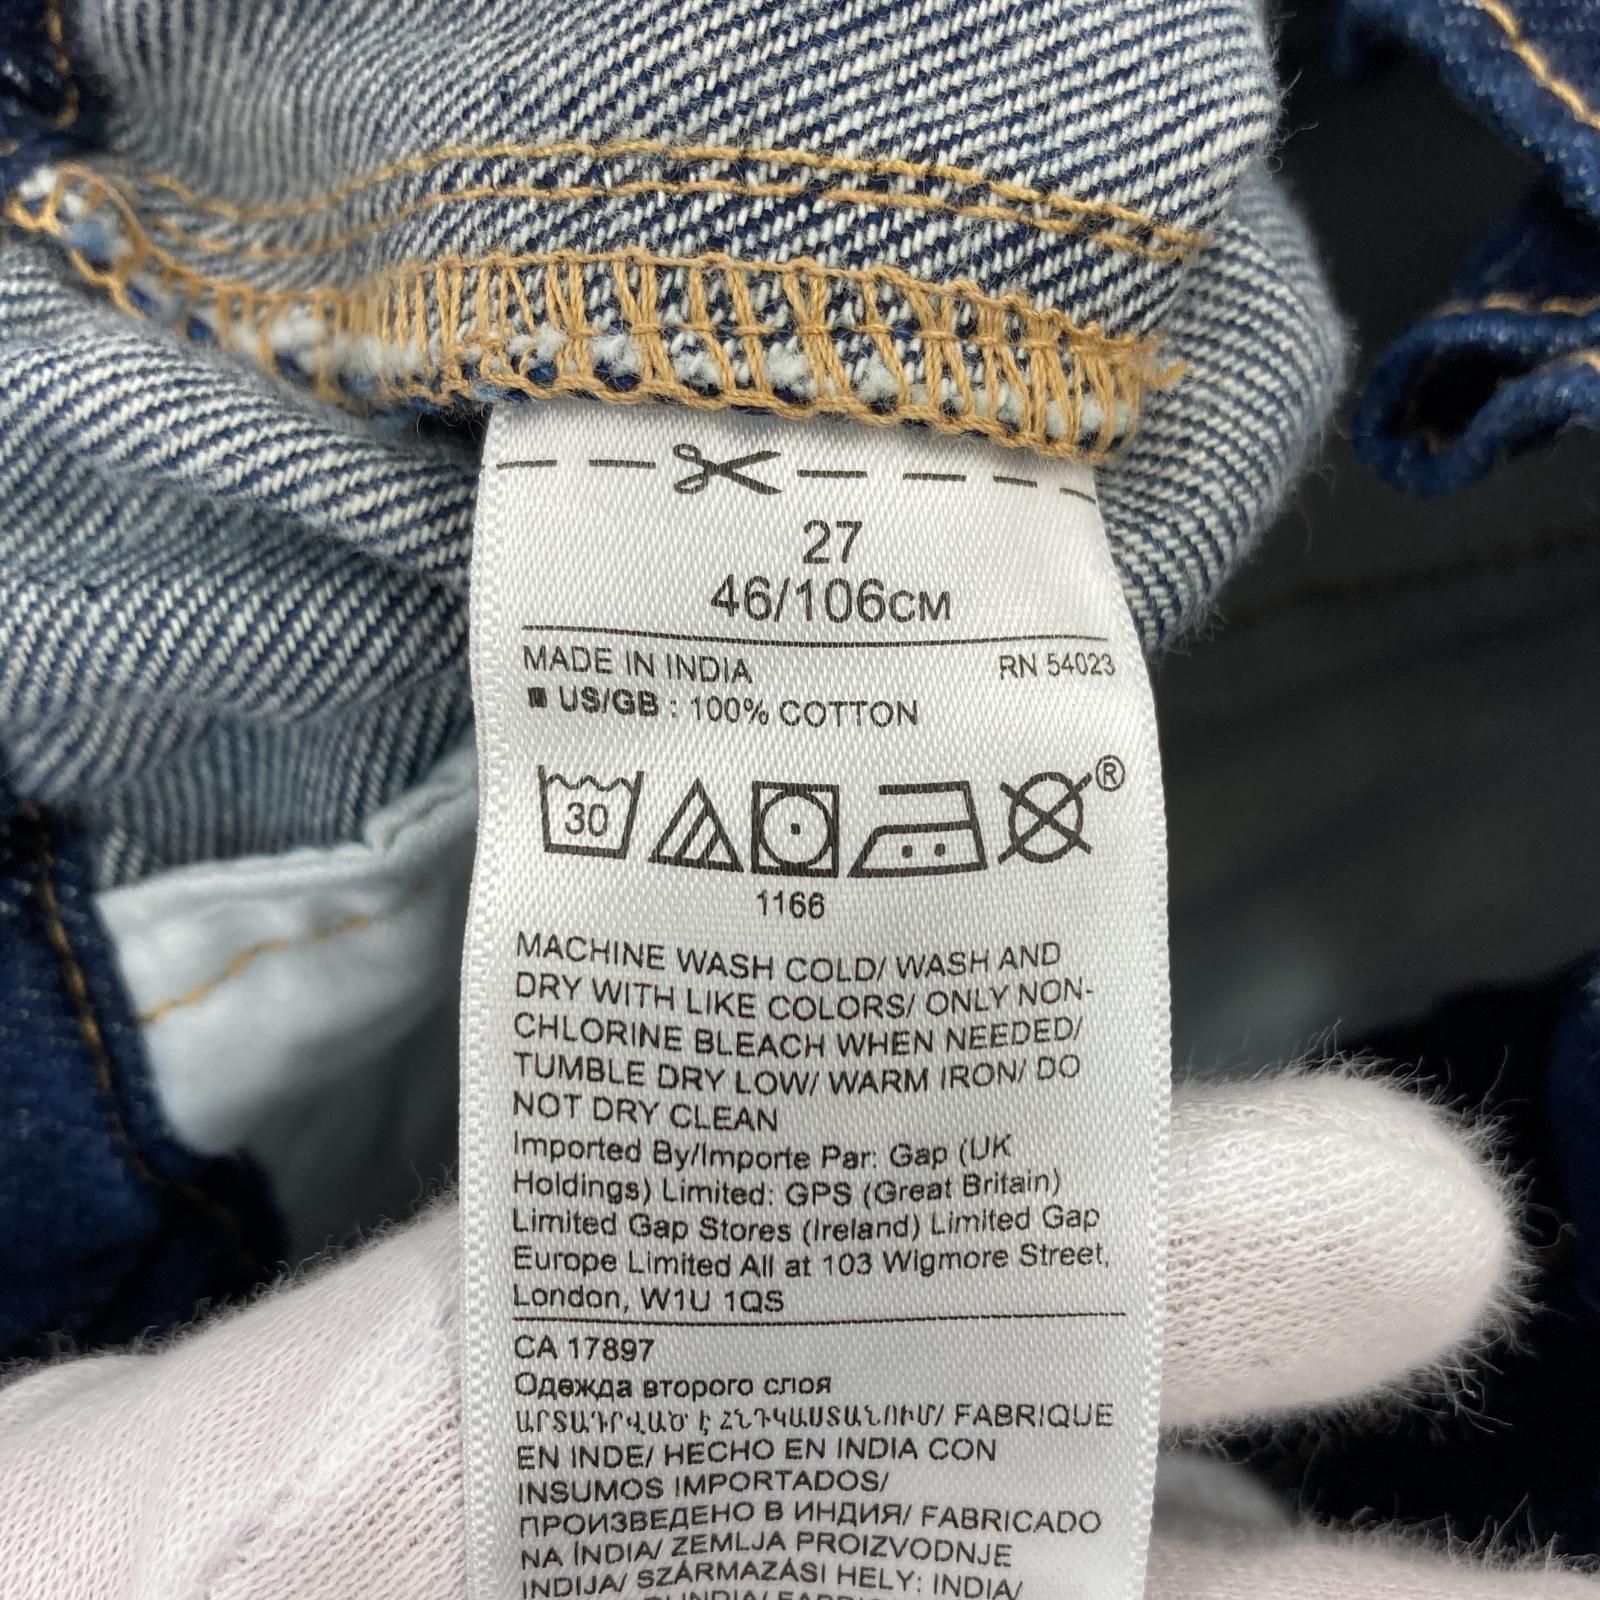 27
46/106CM
MADE IN INDIA RN 54023
■ US/GB : 100% COTTON
30 ®
1166
MACHINE WASH COLD/ WASH AND
DRY WITH LIKE COLORS/ ONLY NON-
CHLORINE BLEACH WHEN NEEDED/
TUMBLE DRY LOW/ WARM IRON/ DO
NOT DRY CLEAN
Imported By/Importe Par: Gap (UK
Holdings) Limited: GPS (Great Britain)
Limited Gap Stores (Ireland) Limited Gap
Europe Limited All at 103 Wigmore Street,
London, W1U 1QS
CA 17897
Одежда второго слоя
ԱՐՏԱԴՐՎԱԾ Է ՀՆԴԿԱՍՏԱՆՈՒՄ/ FABRIQUE
EN INDE/ HECHO EN INDIA CON
INSUMOS IMPORTADOS/
ПРОИЗВЕДЕНО В ИНДИЯ/ FABRICADO
NA ÍNDIA/ ZEMLJA PROIZVODNJE
INDIJA/ SZÁRMAZÁSI HELY: INDIA/